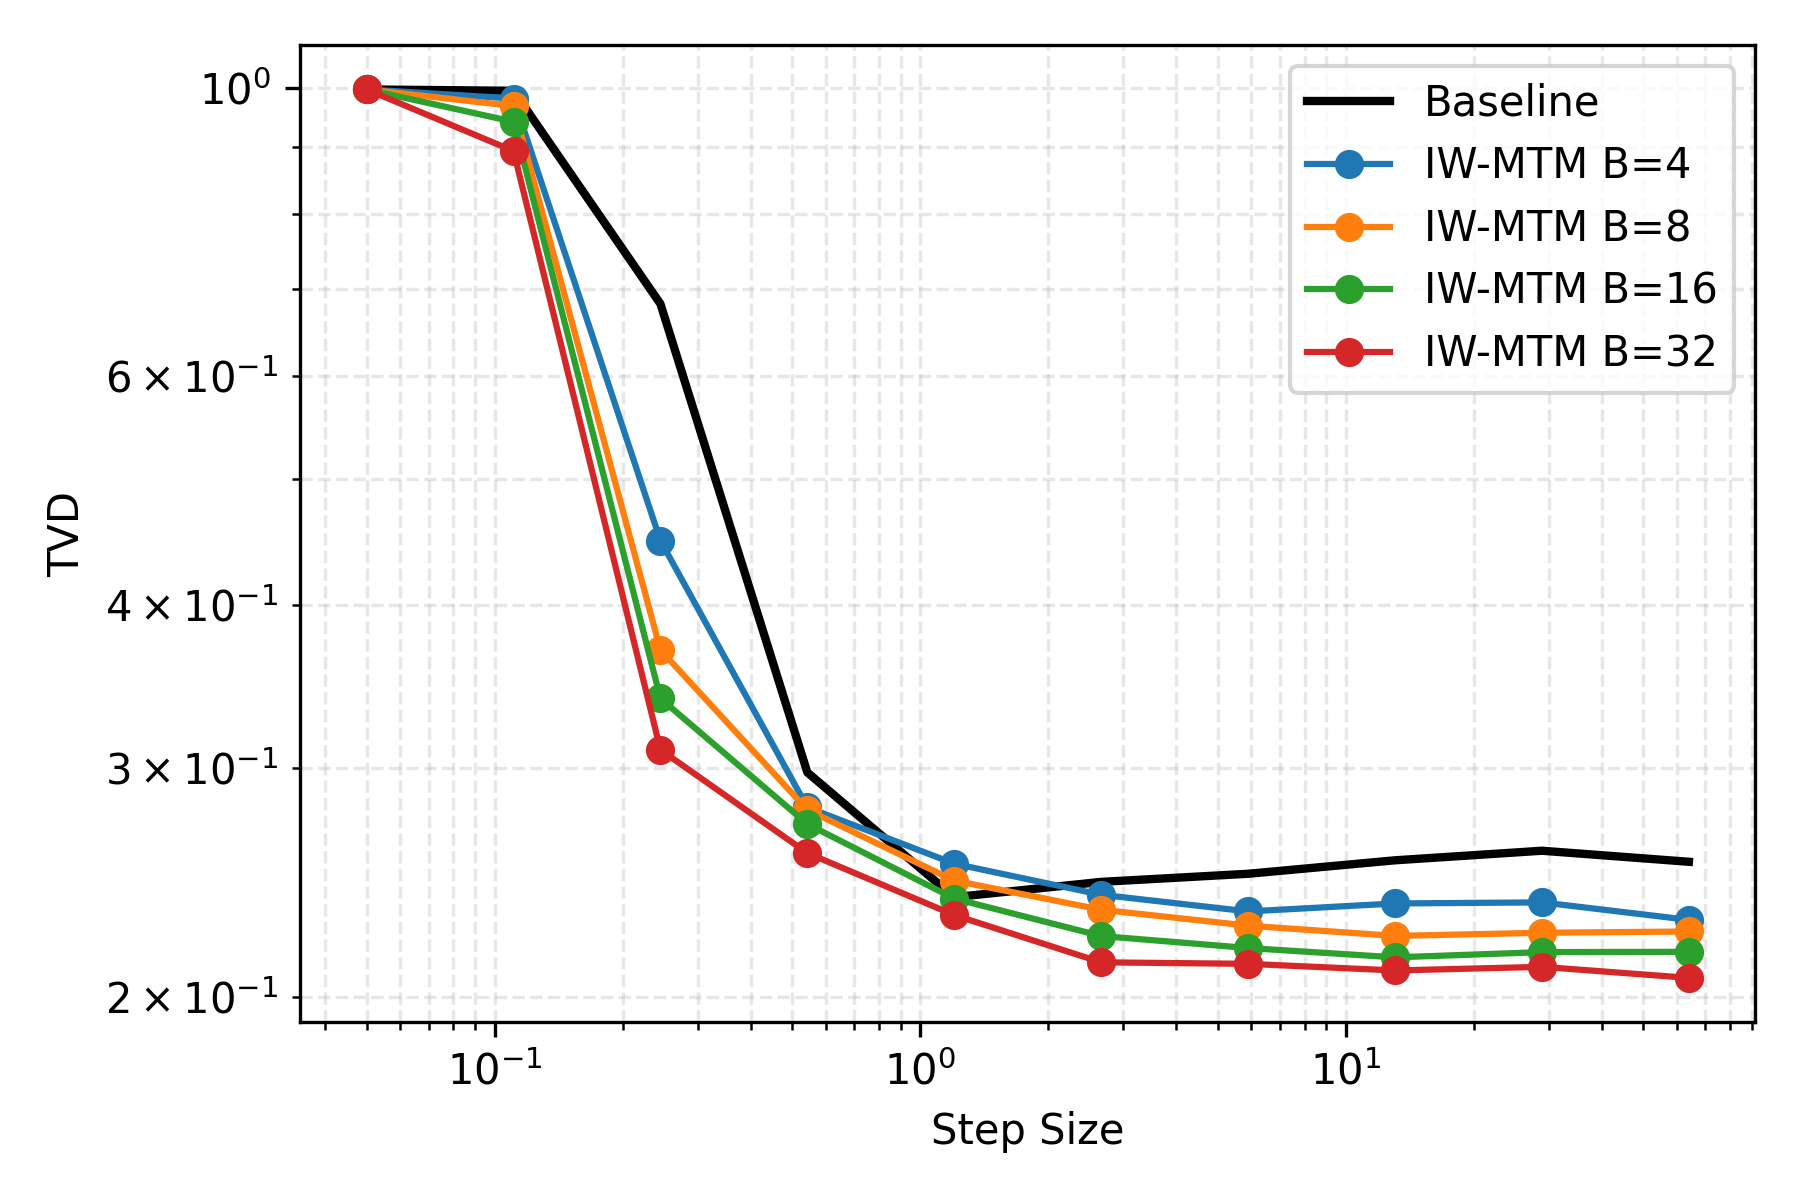 10⁰
6 × 10⁻¹
4 × 10⁻¹
3 × 10⁻¹
2 × 10⁻¹
TVD
Baseline
IW-MTM B=4
IW-MTM B=8
IW-MTM B=16
IW-MTM B=32
10⁻¹
10⁰
10¹
Step Size